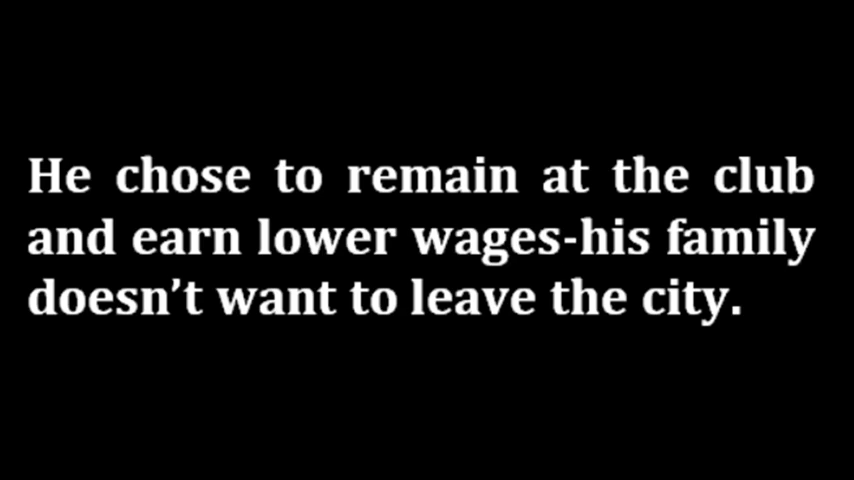 He chose to remain at the club
and earn lower wages-his family
doesn’t want to leave the city.